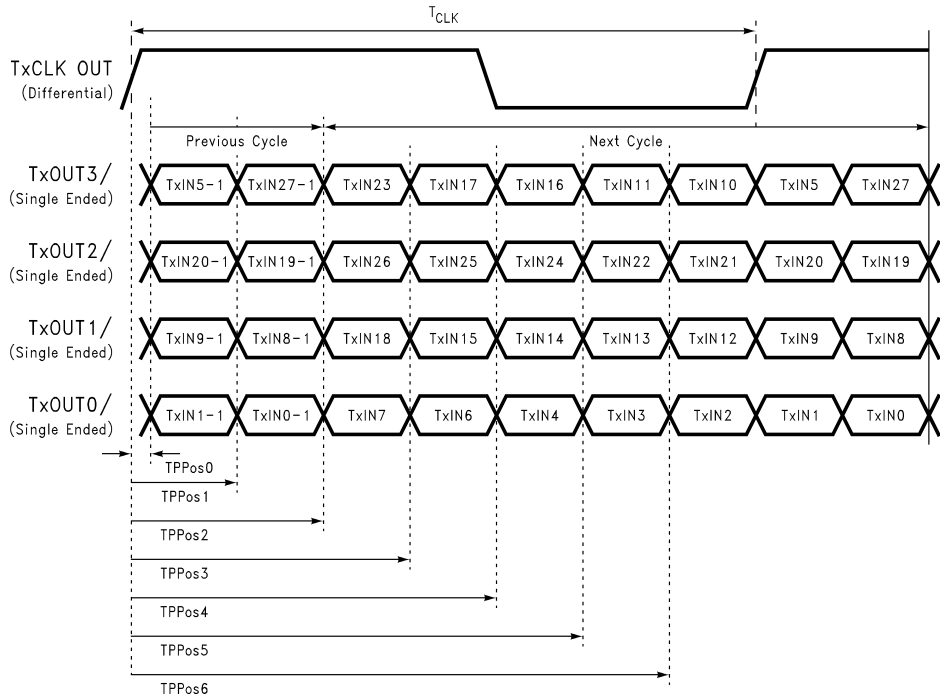 T_CLK
TxCLK OUT
(Differential)
Previous Cycle
Next Cycle
TxOUT3/
(Single Ended)
TxIN5-1 TxIN27-1 TxIN23 TxIN17 TxIN16 TxIN11 TxIN10 TxIN5 TxIN27
TxOUT2/
(Single Ended)
TxIN20-1 TxIN19-1 TxIN26 TxIN25 TxIN24 TxIN22 TxIN21 TxIN20 TxIN19
TxOUT1/
(Single Ended)
TxIN9-1 TxIN8-1 TxIN18 TxIN15 TxIN14 TxIN13 TxIN12 TxIN9 TxIN8
TxOUT0/
(Single Ended)
TxIN1-1 TxIN0-1 TxIN7 TxIN6 TxIN4 TxIN3 TxIN2 TxIN1 TxIN0
TPPos0
TPPos1
TPPos2
TPPos3
TPPos4
TPPos5
TPPos6